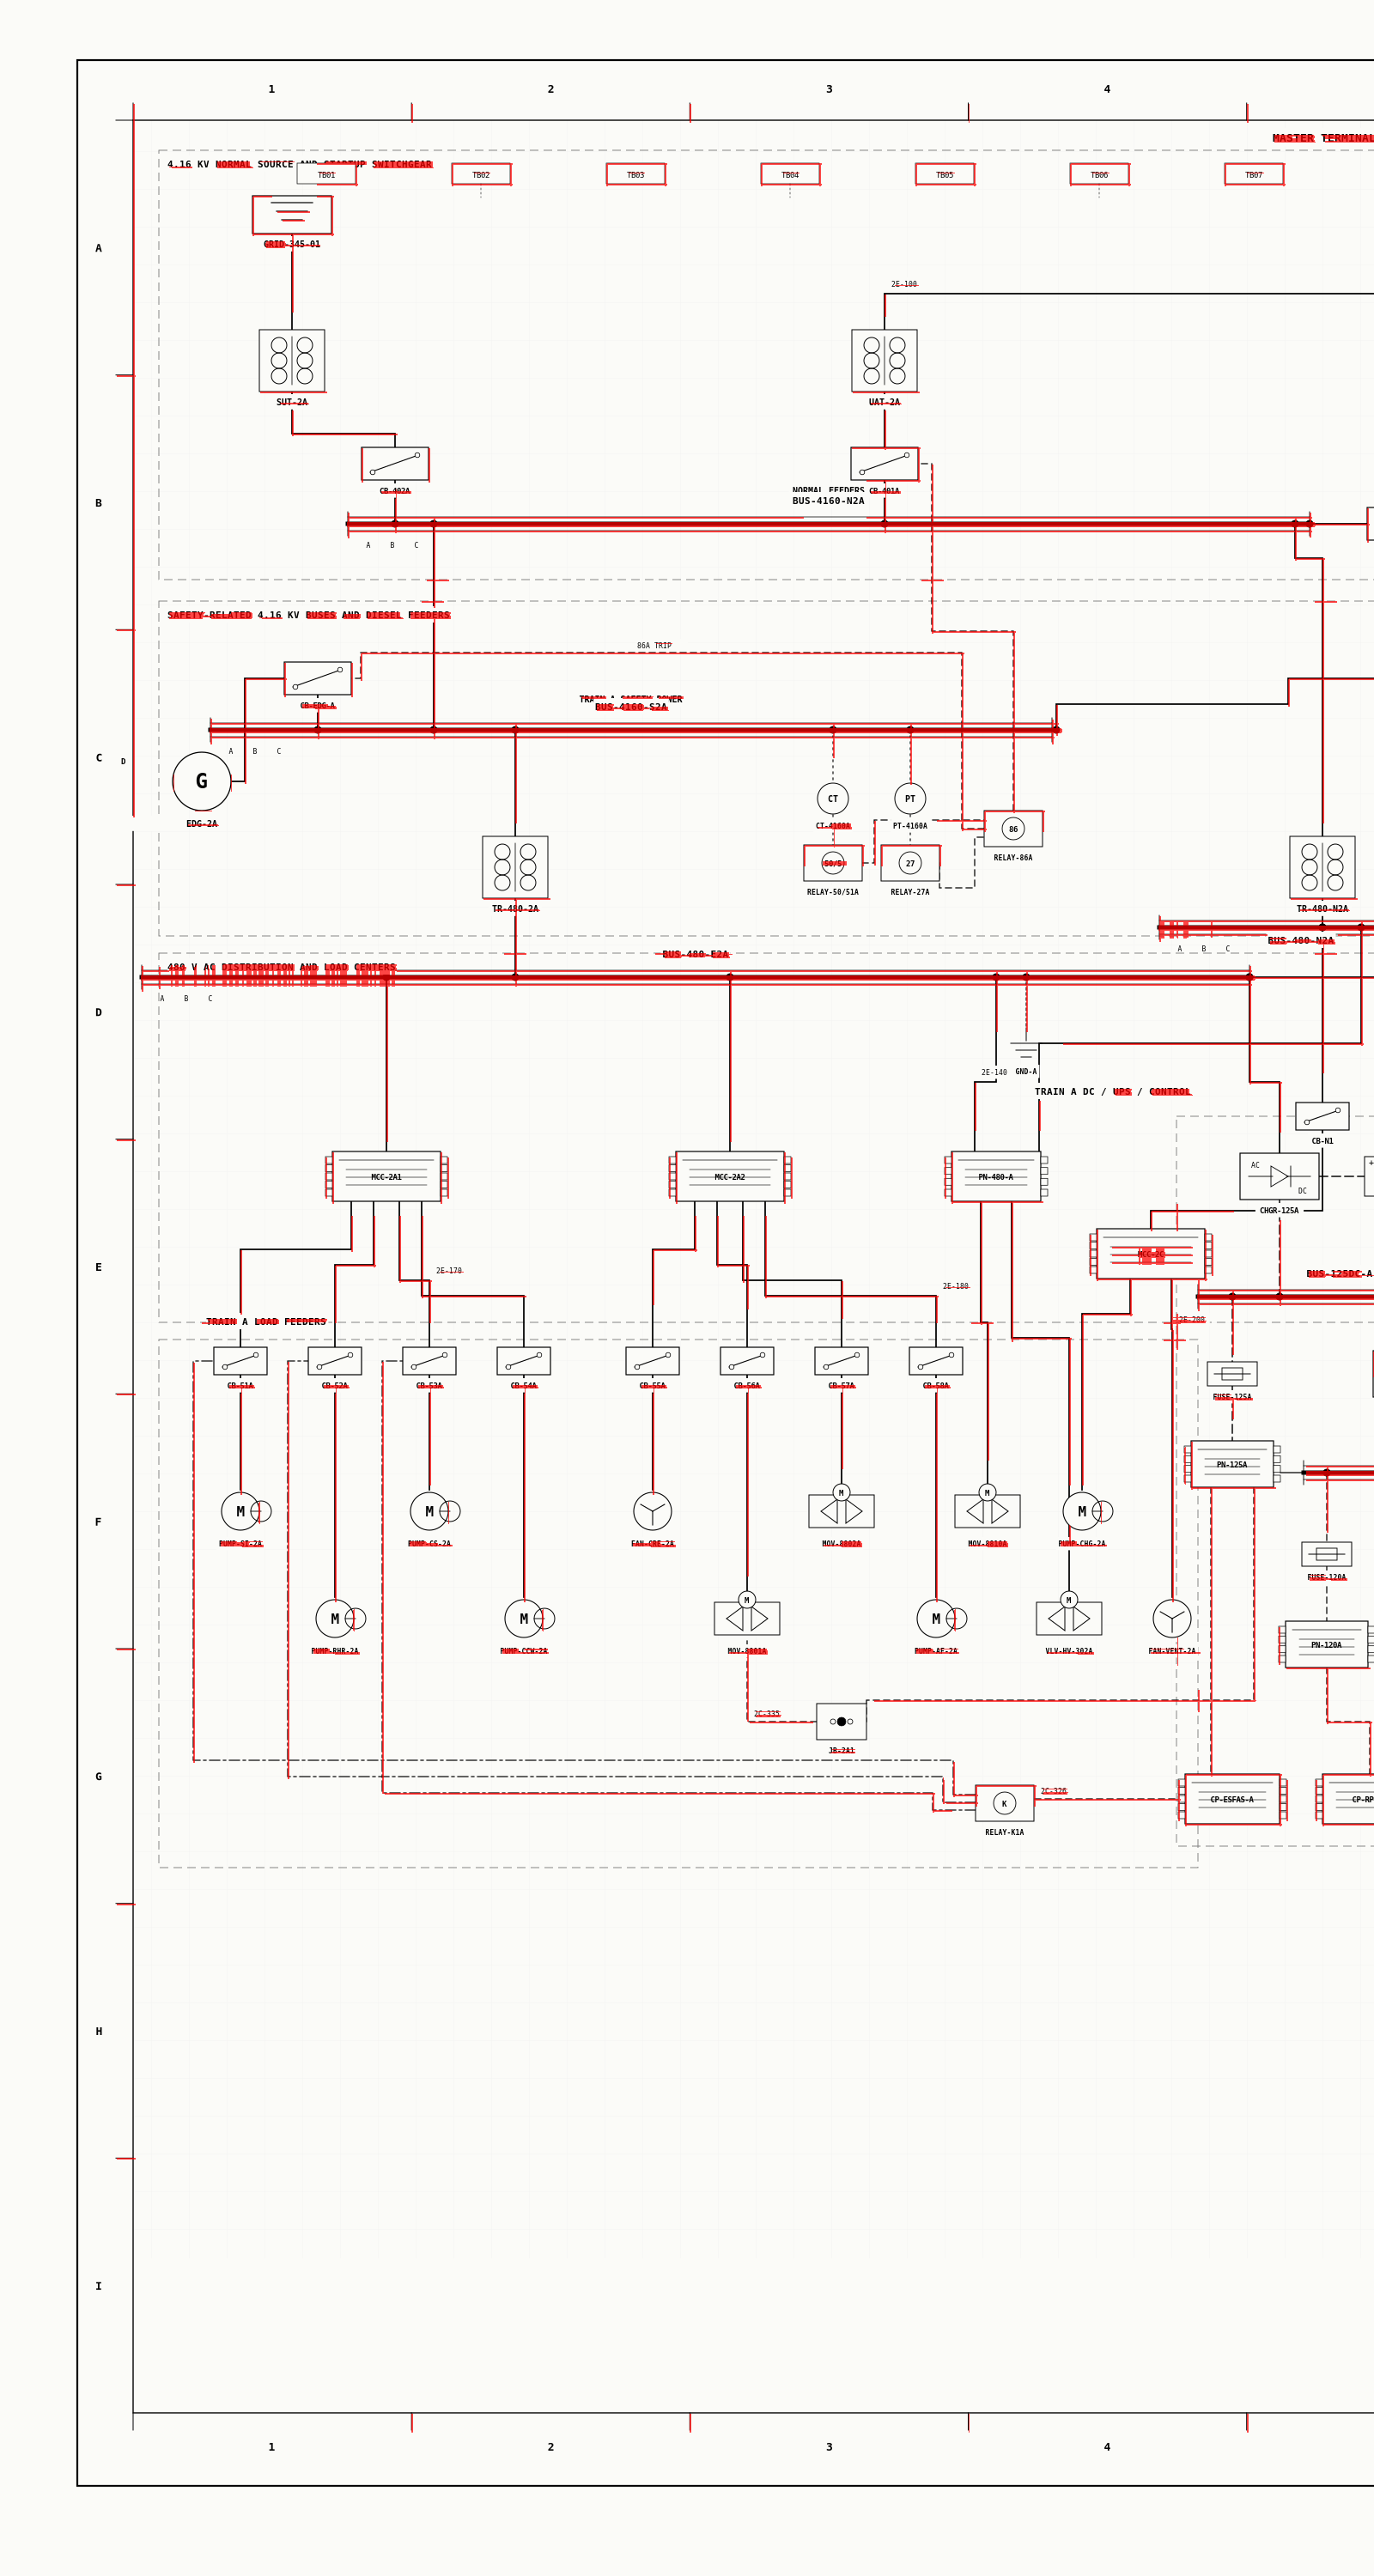 1 2 3 4
MASTER TERMINAL
4.16 KV NORMAL SOURCE AND STARTUP SWITCHGEAR
TB01 TB02 TB03 TB04 TB05 TB06 TB07
A
GRID-345-01
2E-100
SUT-2A UAT-2A
CB-402A CB-401A
NORMAL FEEDERS
BUS-4160-N2A
B
A B C
SAFETY-RELATED 4.16 KV BUSES AND DIESEL FEEDERS
86A TRIP
CB-EDG-A
TRAIN A SAFETY POWER
BUS-4160-S2A
A B C
C
D
G
EDG-2A
CT PT
CT-4160A PT-4160A
86
RELAY-86A
27
RELAY-50/51A RELAY-27A
TR-480-2A TR-480-N2A
BUS-480-N2A
A B C
BUS-480-E2A
480 V AC DISTRIBUTION AND LOAD CENTERS
A B C
D
2E-140 GND-A
TRAIN A DC / UPS / CONTROL
CB-N1
AC
DC
+
CHGR-125A
MCC-2A1 MCC-2A2 PN-480-A
MCC-2C
E
2E-170
BUS-125DC-A
2E-180
2E-200
TRAIN A LOAD FEEDERS
CB-51A CB-52A CB-53A CB-54A CB-55A CB-56A CB-57A
FUSE-125A
PN-125A
M M M M M
F
PUMP-SI-2A PUMP-CS-2A FAN-CRF-2A MOV-8802A MOV-8810A PUMP-CHG-2A
FUSE-120A
M M M M M
PN-120A
PUMP-RHR-2A PUMP-CCW-2A MOV-8801A PUMP-AF-2A VLV-HV-302A FAN-VENT-2A
2C-335
JB-2A1
G
2C-320
K
CP-ESFAS-A CP-RP
RELAY-K1A
H
I
1 2 3 4